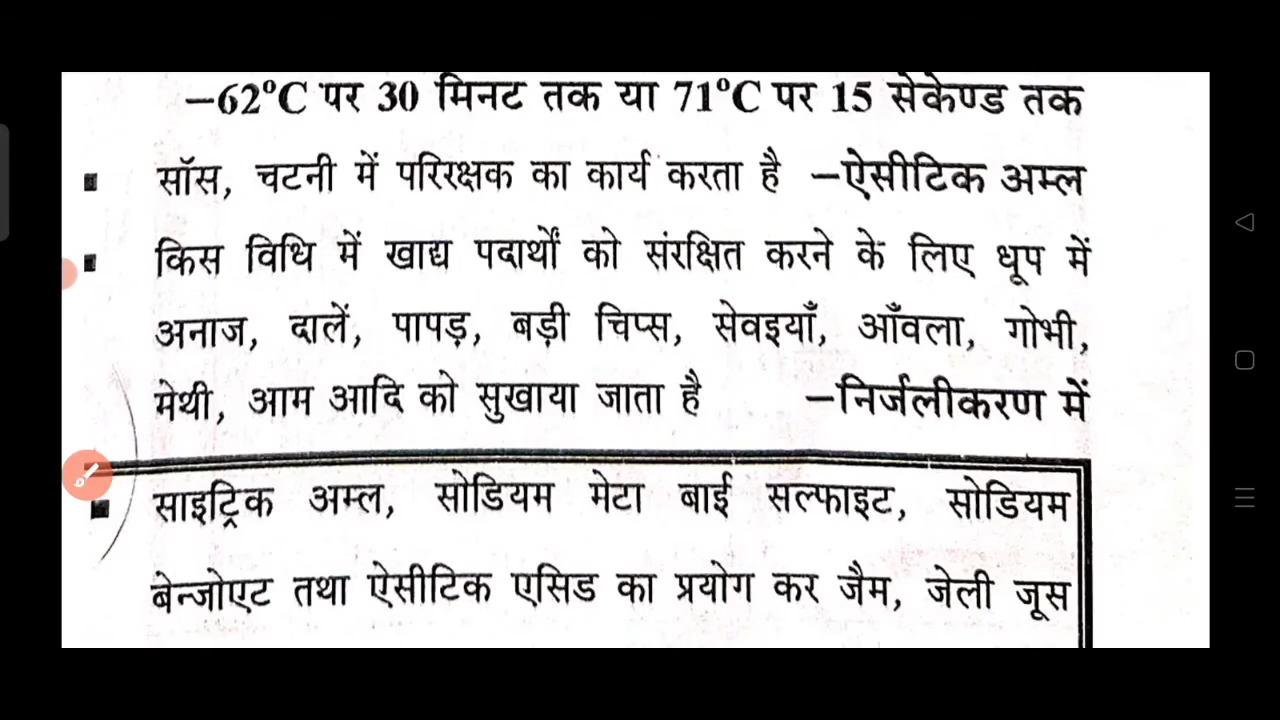 –62°C पर 30 मिनट तक या 71°C पर 15 सेकेण्ड तक
▪ सॉस, चटनी में परिरक्षक का कार्य करता है –ऐसीटिक अम्ल
▪ किस विधि में खाद्य पदार्थों को संरक्षित करने के लिए धूप में
अनाज, दालें, पापड़, बड़ी चिप्स, सेवइयाँ, आँवला, गोभी,
मेथी, आम आदि को सुखाया जाता है –निर्जलीकरण में
▪ साइट्रिक अम्ल, सोडियम मेटा बाई सल्फाइट, सोडियम
बेन्जोएट तथा ऐसीटिक एसिड का प्रयोग कर जैम, जेली जूस